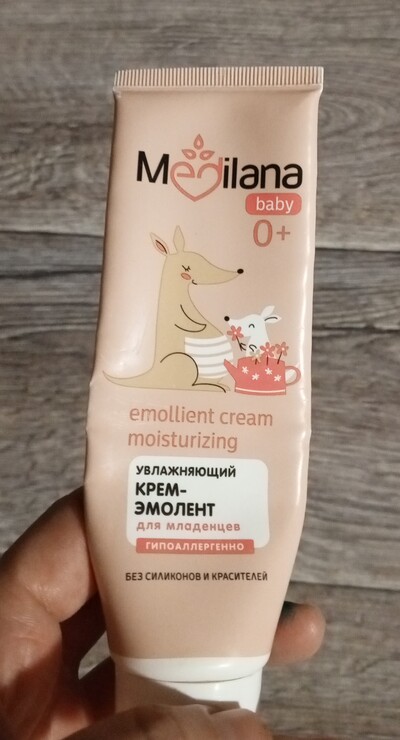 Medilana
baby
0+
emollient cream
moisturizing
УВЛАЖНЯЮЩИЙ
КРЕМ-
ЭМОЛЕНТ
для младенцев
ГИПОАЛЛЕРГЕННО
БЕЗ СИЛИКОНОВ И КРАСИТЕЛЕЙ